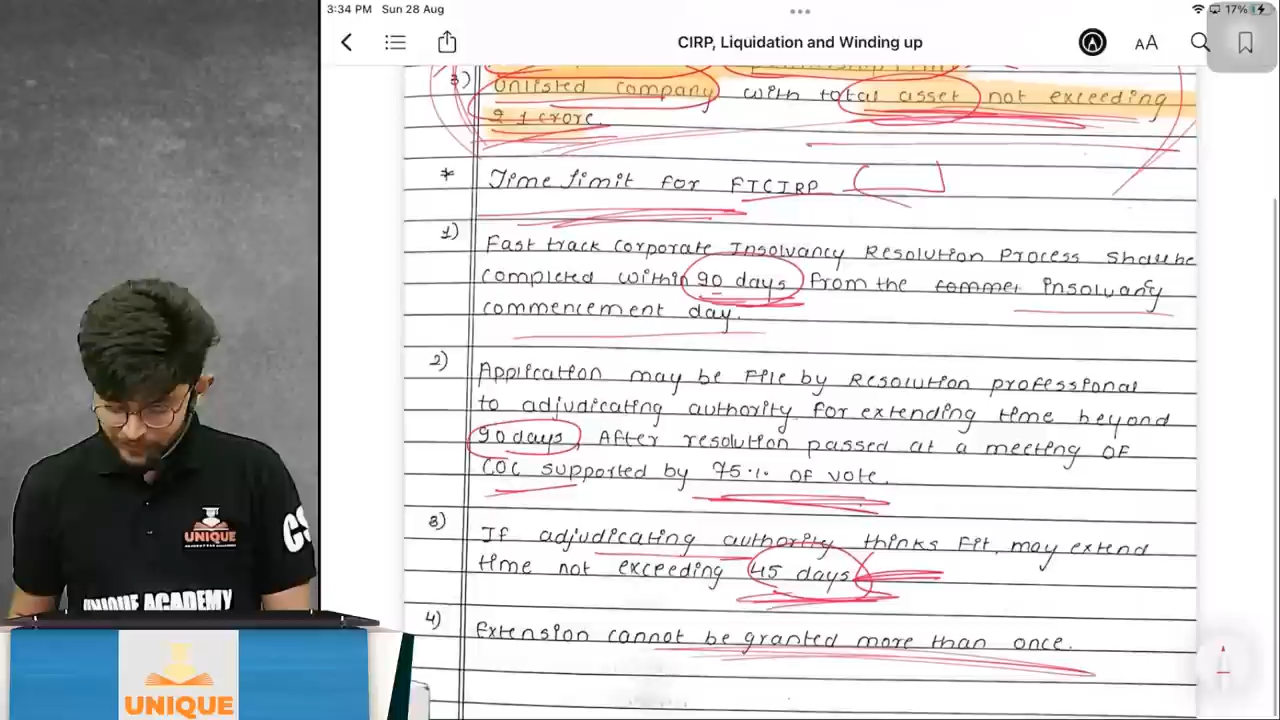 3:34 PM Sun 28 Aug
17%
CIRP, Liquidation and Winding up
AA
3) Unlisted company with total asset not exceeding
₹ 1 crore.
* Time limit for FTCIRP
1) Fast track corporate Insolvancy Resolution Process shall be
completed within 90 days from the commer insolvany
commencement day.
2) Application may be File by Resolution professional
to adjudicating authority for extending time beyond
90 days After resolution passed at a meeting OF
COC supported by 75% OF vote.
3) If adjudicating authority thinks Fit, may extend
time not exceeding 45 days
4) Extension cannot be granted more than once.
UNIQUE
CS
UNIQUE ACADEMY
UNIQUE